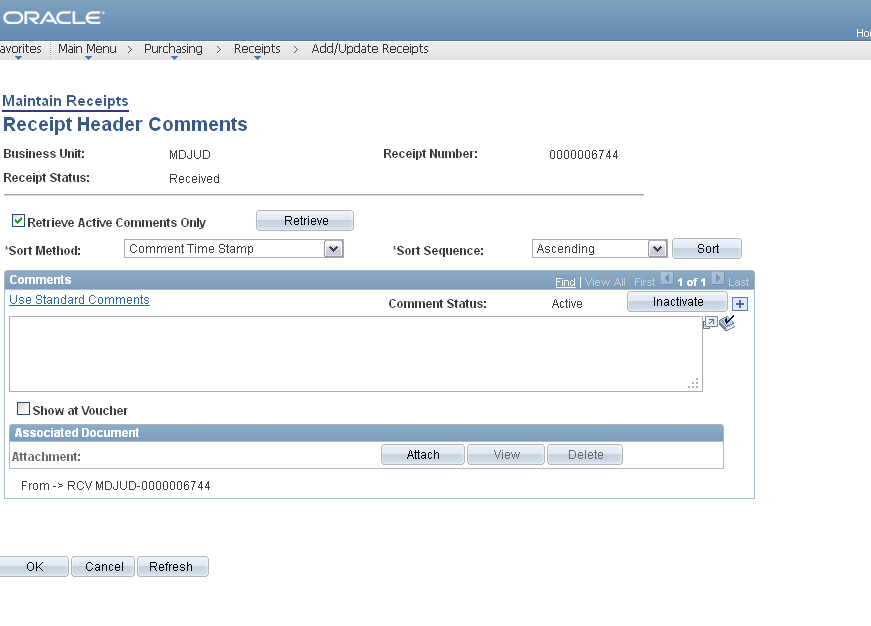 ORACLE
avorites Main Menu > Purchasing > Receipts > Add/Update Receipts
Maintain Receipts
Receipt Header Comments
Business Unit: MDJUD Receipt Number: 0000006744
Receipt Status: Received
Retrieve Active Comments Only Retrieve
*Sort Method: Comment Time Stamp *Sort Sequence: Ascending Sort
Comments Find | View All First 1 of 1 Last
Use Standard Comments Comment Status: Active Inactivate
Show at Voucher
Associated Document
Attachment: Attach View Delete
From -> RCV MDJUD-0000006744
OK Cancel Refresh